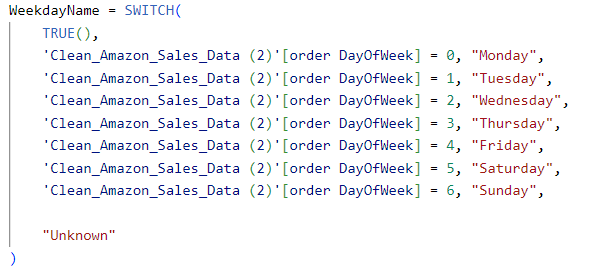 WeekdayName = SWITCH(
TRUE(),
'Clean_Amazon_Sales_Data (2)'[order DayOfWeek] = 0, "Monday",
'Clean_Amazon_Sales_Data (2)'[order DayOfWeek] = 1, "Tuesday",
'Clean_Amazon_Sales_Data (2)'[order DayOfWeek] = 2, "Wednesday",
'Clean_Amazon_Sales_Data (2)'[order DayOfWeek] = 3, "Thursday",
'Clean_Amazon_Sales_Data (2)'[order DayOfWeek] = 4, "Friday",
'Clean_Amazon_Sales_Data (2)'[order DayOfWeek] = 5, "Saturday",
'Clean_Amazon_Sales_Data (2)'[order DayOfWeek] = 6, "Sunday",
"Unknown"
)